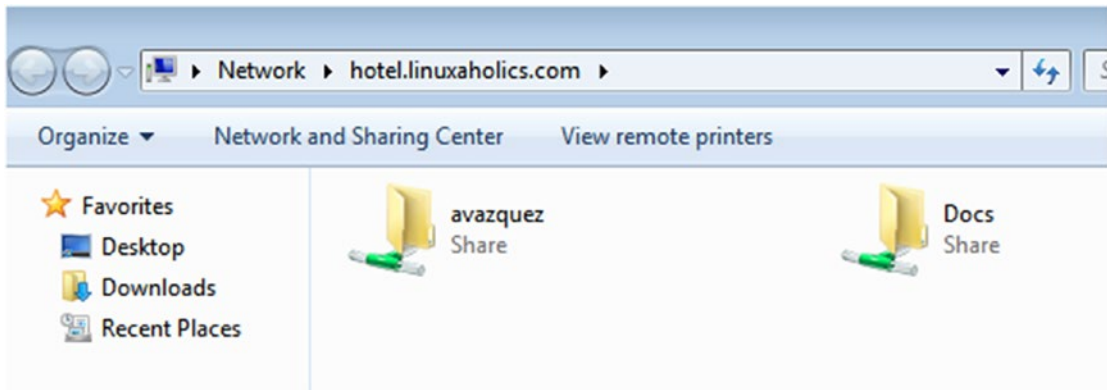 Network hotel.linuxaholics.com
Organize Network and Sharing Center View remote printers
Favorites
Desktop
Downloads
Recent Places
avazquez
Share
Docs
Share